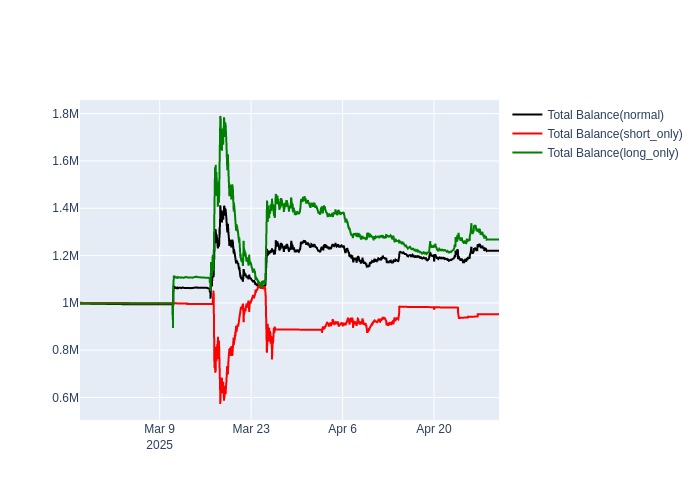 1.8M
1.6M
1.4M
1.2M
1M
0.8M
0.6M
Mar 9
2025
Mar 23
Apr 6
Apr 20
Total Balance(normal)
Total Balance(short_only)
Total Balance(long_only)